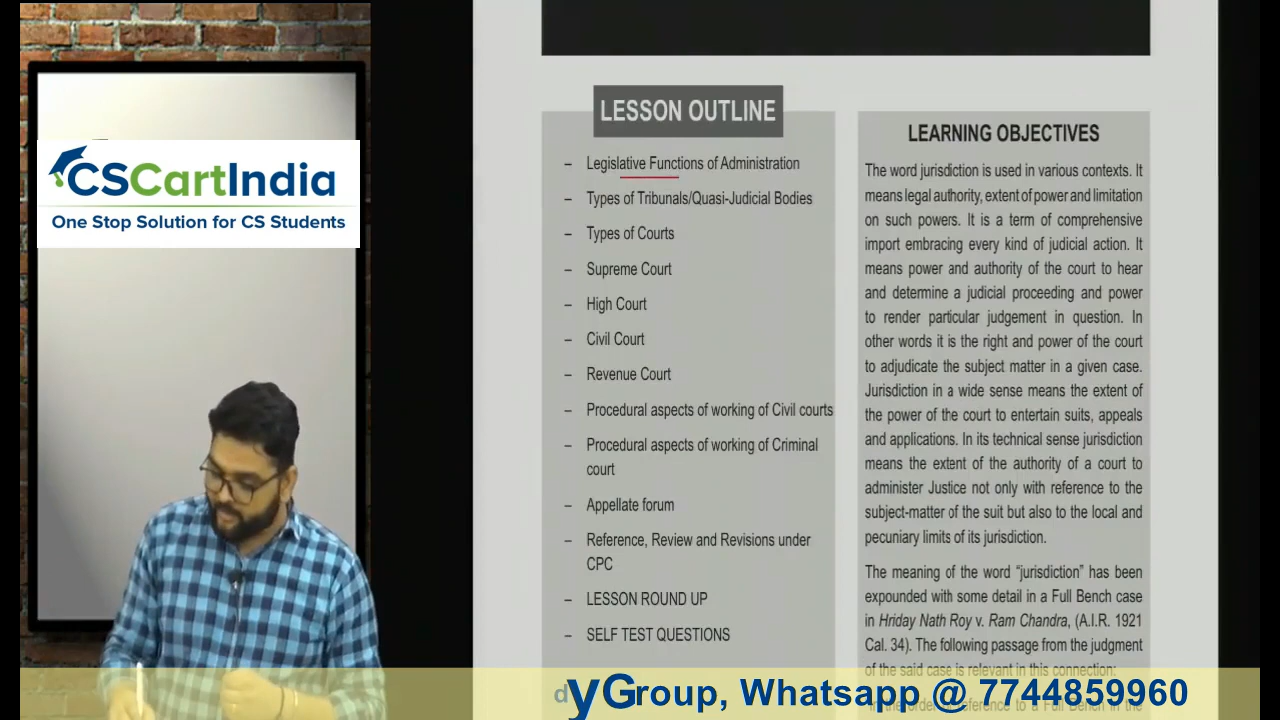 CSCartIndia
One Stop Solution for CS Students
LESSON OUTLINE
– Legislative Functions of Administration
– Types of Tribunals/Quasi-Judicial Bodies
– Types of Courts
– Supreme Court
– High Court
– Civil Court
– Revenue Court
– Procedural aspects of working of Civil courts
– Procedural aspects of working of Criminal
court
– Appellate forum
– Reference, Review and Revisions under
CPC
– LESSON ROUND UP
– SELF TEST QUESTIONS
LEARNING OBJECTIVES
The word jurisdiction is used in various contexts. It
means legal authority, extent of power and limitation
on such powers. It is a term of comprehensive
import embracing every kind of judicial action. It
means power and authority of the court to hear
and determine a judicial proceeding and power
to render particular judgement in question. In
other words it is the right and power of the court
to adjudicate the subject matter in a given case.
Jurisdiction in a wide sense means the extent of
the power of the court to entertain suits, appeals
and applications. In its technical sense jurisdiction
means the extent of the authority of a court to
administer Justice not only with reference to the
subject-matter of the suit but also to the local and
pecuniary limits of its jurisdiction.
The meaning of the word “jurisdiction” has been
expounded with some detail in a Full Bench case
in Hriday Nath Roy v. Ram Chandra, (A.I.R. 1921
Cal. 34). The following passage from the judgment
of the said case is relevant in this connection:
dyGroup, Whatsapp @ 7744859960